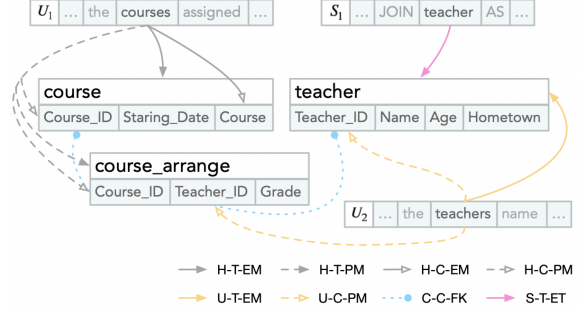 U1 ... the courses assigned ...
S1 ... JOIN teacher AS ...
course
Course_ID Staring_Date Course
teacher
Teacher_ID Name Age Hometown
course_arrange
Course_ID Teacher_ID Grade
U2 ... the teachers name ...
H-T-EM H-T-PM H-C-EM H-C-PM
U-T-EM U-C-PM C-C-FK S-T-ET